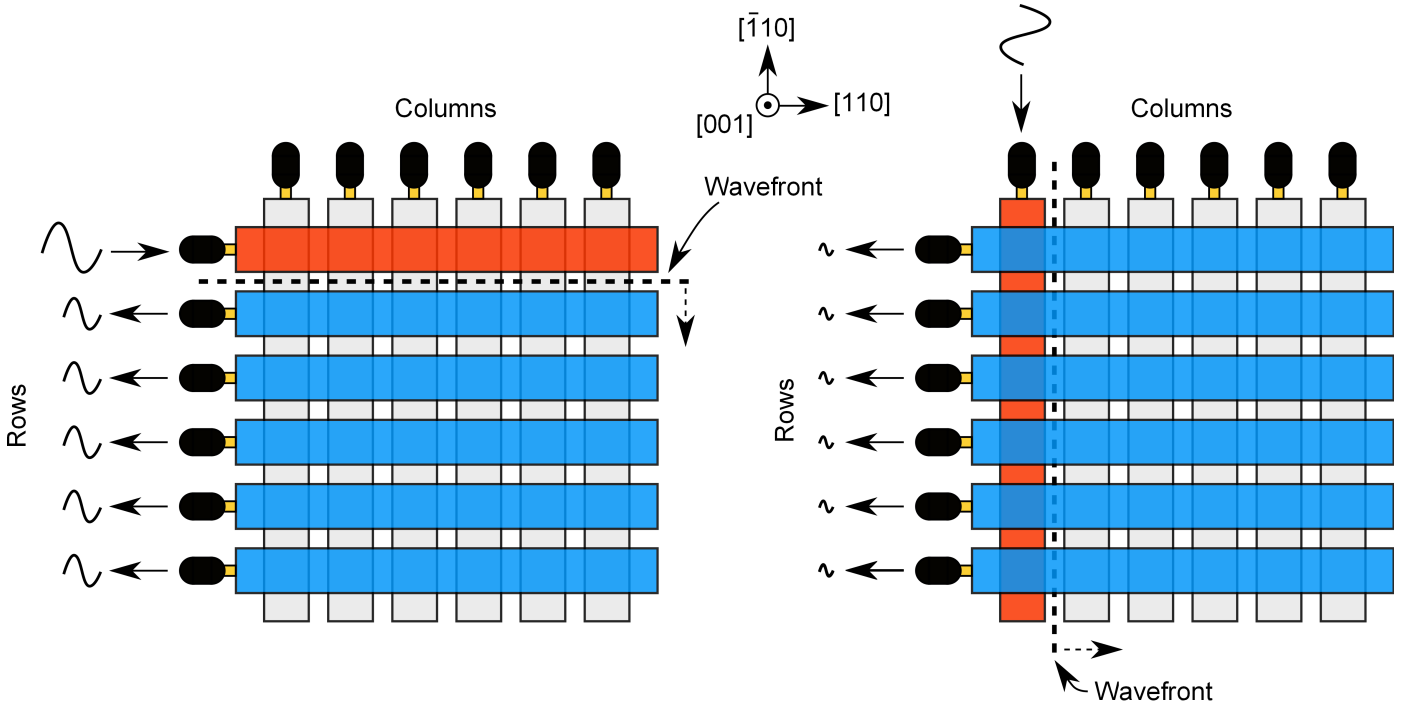 [1̄10]
Columns
[001]
[110]
Columns
Wavefront
Rows
Rows
Wavefront